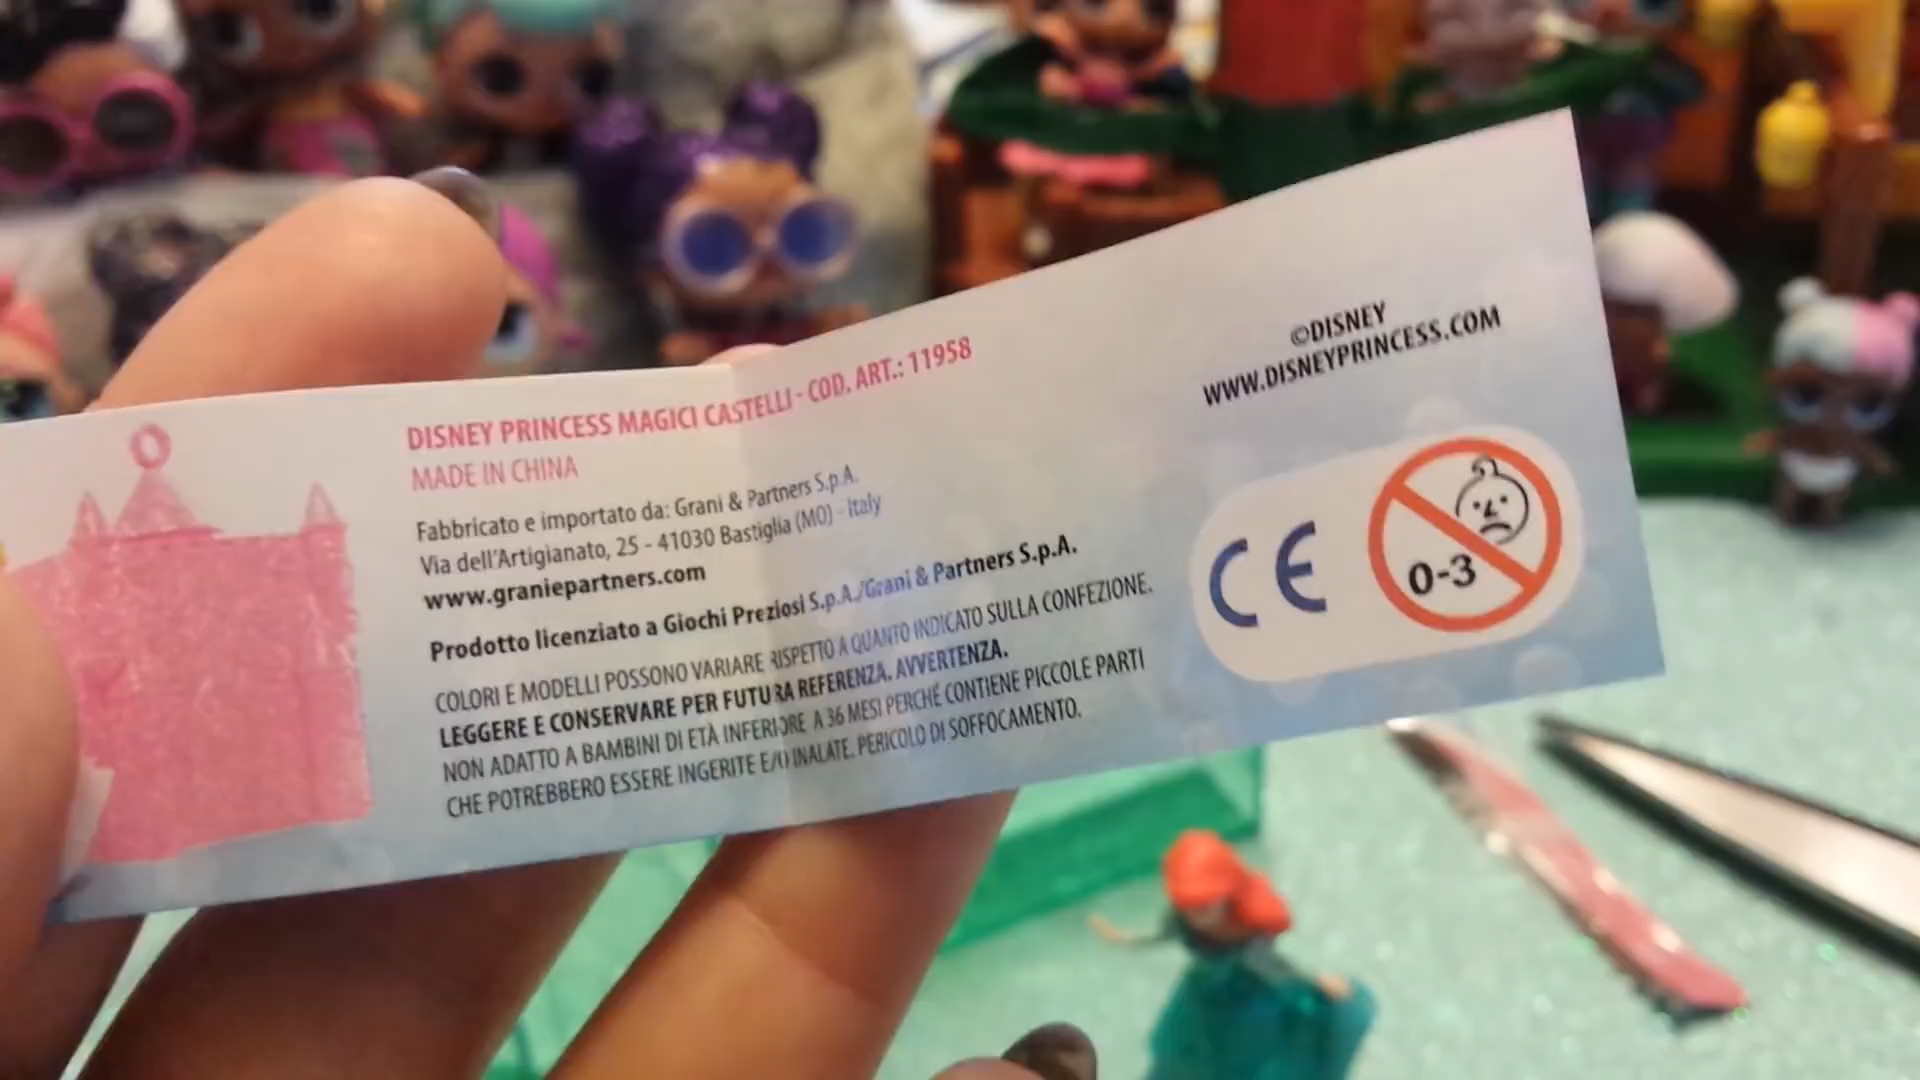 DISNEY PRINCESS MAGICI CASTELLI - COD. ART.: 11958
MADE IN CHINA
Fabbricato e importato da: Grani & Partners S.p.A.
Via dell'Artigianato, 25 - 41030 Bastiglia (MO) - Italy
www.graniepartners.com
Prodotto licenziato a Giochi Preziosi S.p.A./Grani & Partners S.p.A.
COLORI E MODELLI POSSONO VARIARE RISPETTO A QUANTO INDICATO SULLA CONFEZIONE.
LEGGERE E CONSERVARE PER FUTURA REFERENZA. AVVERTENZA.
NON ADATTO A BAMBINI DI ETÀ INFERIORE A 36 MESI PERCHÉ CONTIENE PICCOLE PARTI
CHE POTREBBERO ESSERE INGERITE E/O INALATE. PERICOLO DI SOFFOCAMENTO.
©DISNEY
WWW.DISNEYPRINCESS.COM
CE
0-3